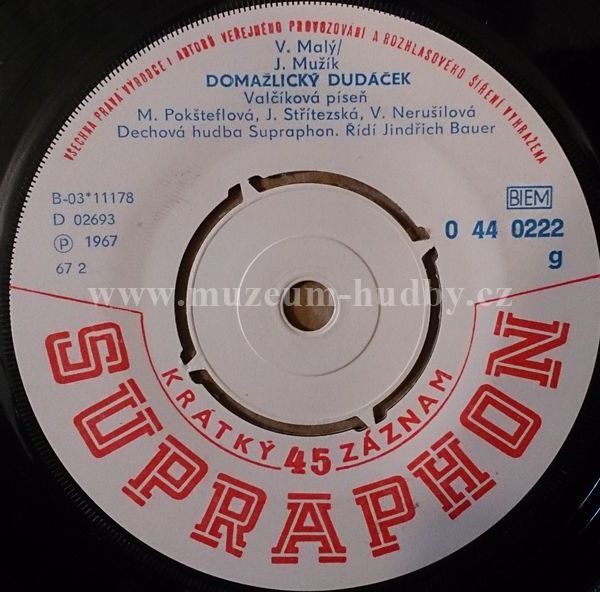 VŠECHNA PRÁVA VÝROBCE I AUTORŮ VEŘEJNÉHO PROVOZOVÁNÍ A ROZHLASOVÉHO ŠÍŘENÍ VYHRAŽENA
V. Malý/
J. Mužík
DOMAŽLICKÝ DUDÁČEK
Valčíková píseň
M. Pokšteflová, J. Střítezská, V. Nerušilová
Dechová hudba Supraphon. Řídí Jindřich Bauer
B-03*11178
D 02693
Ⓟ 1967
67 2
BIEM
0 44 0222
g
www.muzeum-hudby.cz
KRÁTKÝ 45 ZÁZNAM
SUPRAPHON